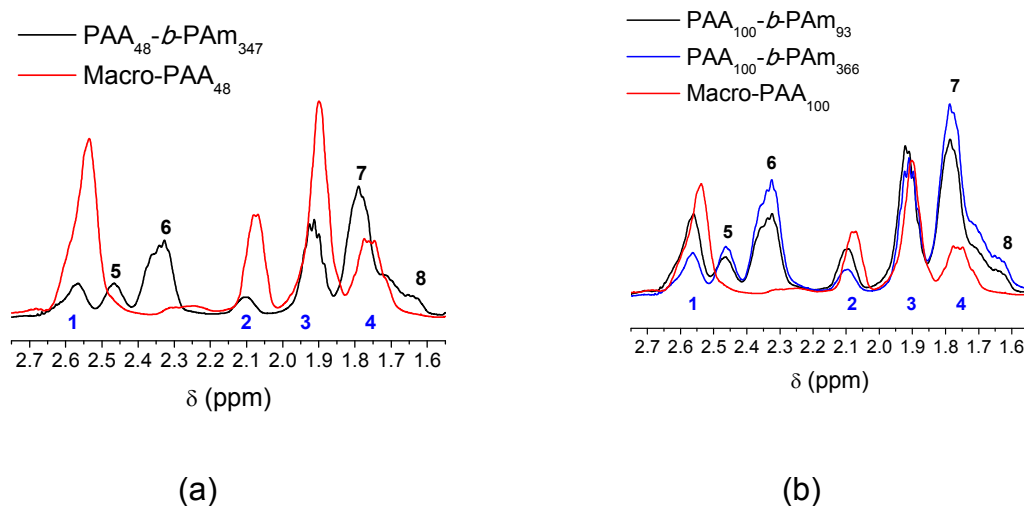 PAA48-b-PAm347
Macro-PAA48
7
6
5
8
1
2
3
4
2.7 2.6 2.5 2.4 2.3 2.2 2.1 2.0 1.9 1.8 1.7 1.6
δ (ppm)
(a)
PAA100-b-PAm93
PAA100-b-PAm366
Macro-PAA100
7
6
5
8
1
2
3
4
2.7 2.6 2.5 2.4 2.3 2.2 2.1 2.0 1.9 1.8 1.7 1.6
δ (ppm)
(b)